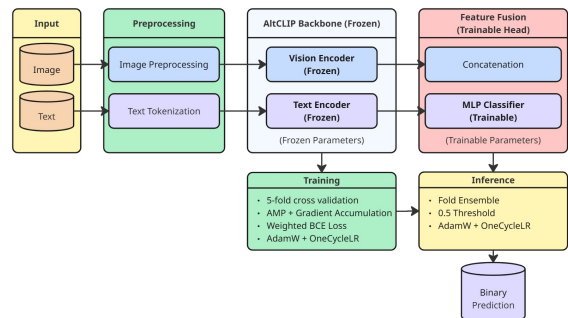 Input
Preprocessing
AltCLIP Backbone (Frozen)
Feature Fusion
(Trainable Head)
Image
Image Preprocessing
Vision Encoder
(Frozen)
Concatenation
Text
Text Tokenization
Text Encoder
(Frozen)
MLP Classifier
(Trainable)
(Frozen Parameters)
(Trainable Parameters)
Training
• 5-fold cross validation
• AMP + Gradient Accumulation
• Weighted BCE Loss
• AdamW + OneCycleLR
Inference
• Fold Ensemble
• 0.5 Threshold
• AdamW + OneCycleLR
Binary
Prediction